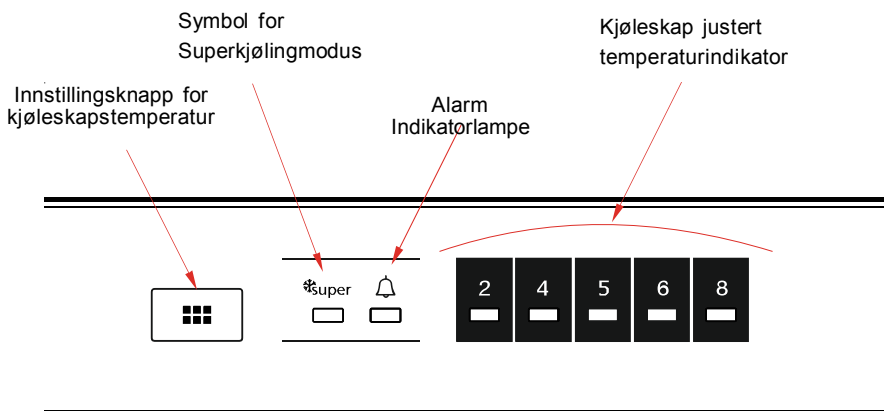 Symbol for
Superkjølingmodus
Kjøleskap justert
temperaturindikator
Innstillingsknapp for
kjøleskapstemperatur
Alarm
Indikatorlampe
super
2 4 5 6 8